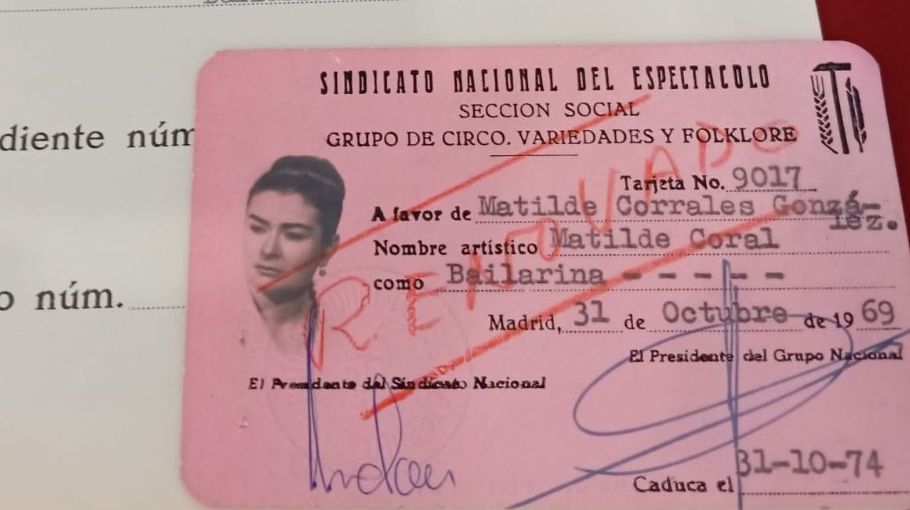 diente núm
o núm.
SINDICATO NACIONAL DEL ESPECTACULO
SECCION SOCIAL
GRUPO DE CIRCO. VARIEDADES Y FOLKLORE
Tarjeta No. 9017
A favor de Matilde Corrales Gonzá-
lez.
Nombre artístico Matilde Coral
como Bailarina - - - - -
RENOVADO
Madrid, 31 de Octubre de 1969
El Presidente del Grupo Nacional
El Presidente del Sindicato Nacional
Caduca el 31-10-74